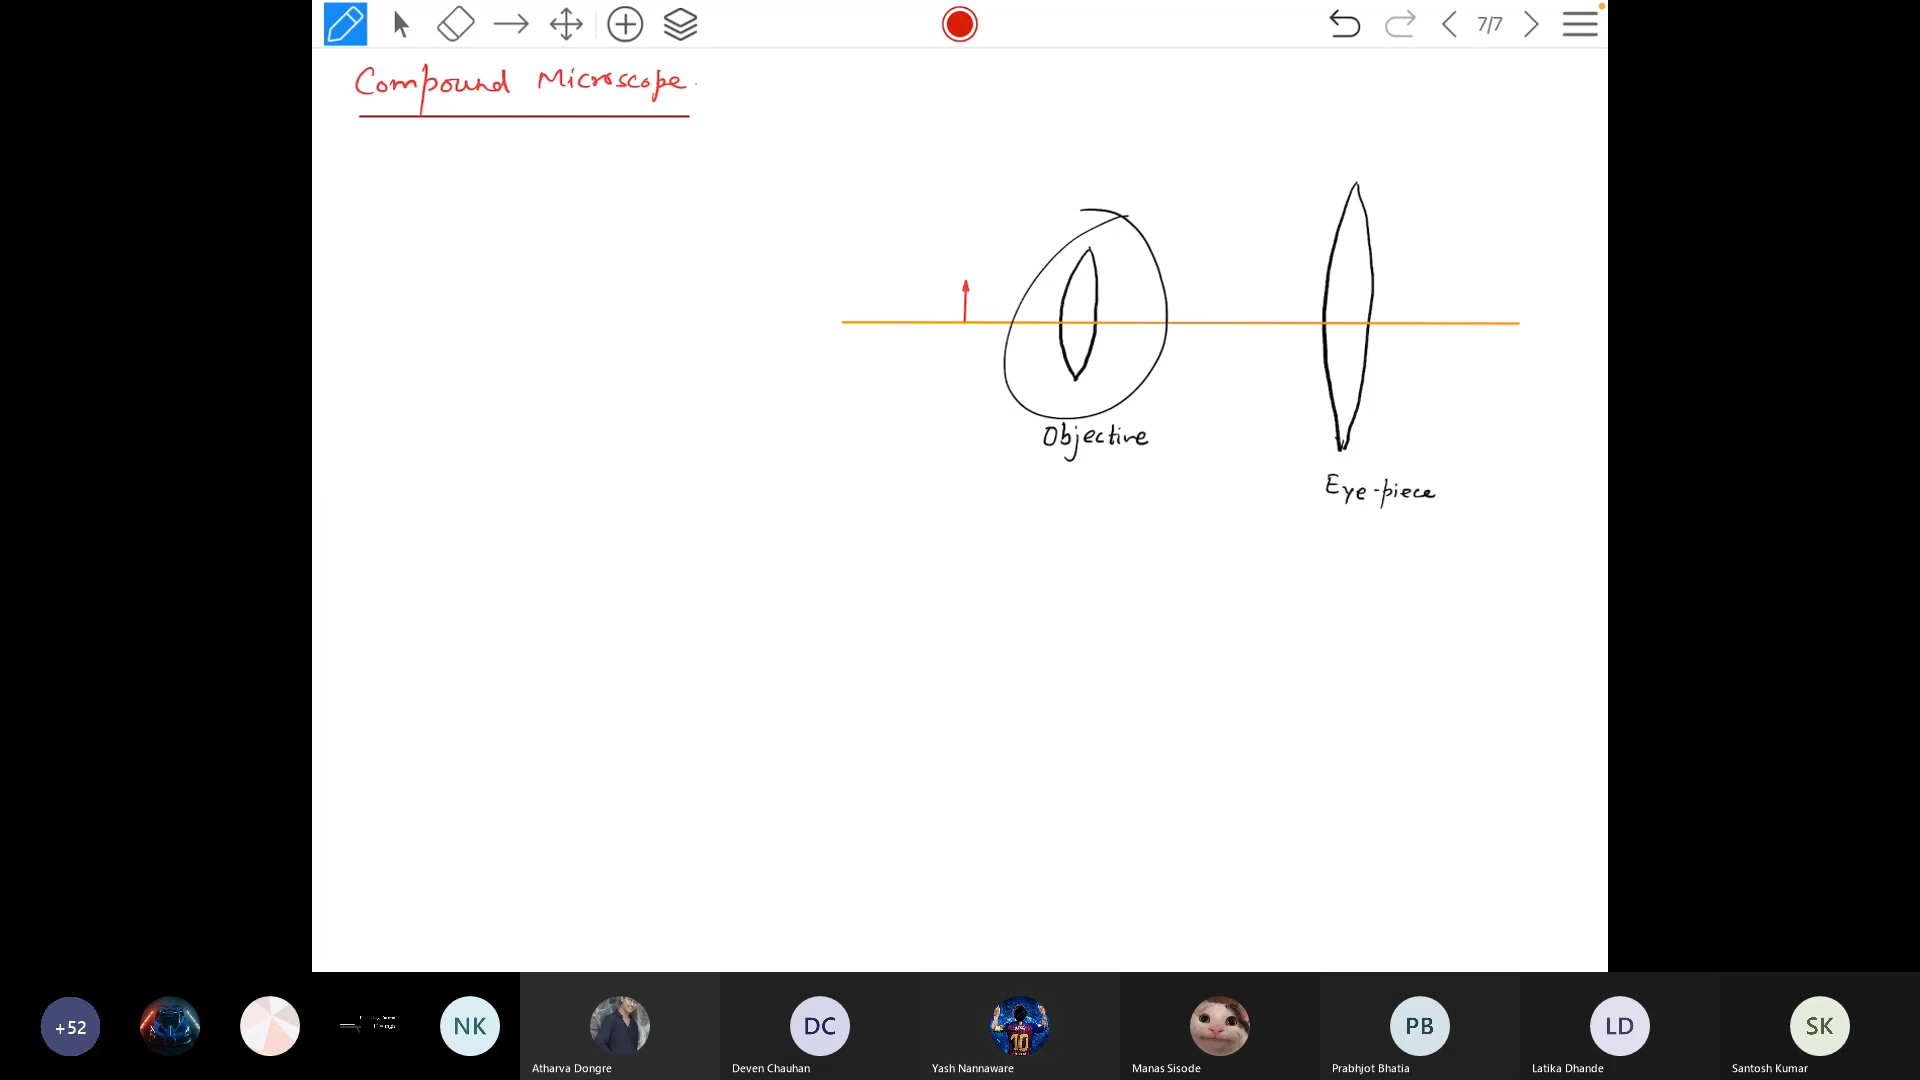 7/7
Compound Microscope.
Objective
Eye-piece
+52
NK
DC
10
PB
LD
SK
Atharva Dongre
Deven Chauhan
Yash Nannaware
Manas Sisode
Prabhjot Bhatia
Latika Dhande
Santosh Kumar